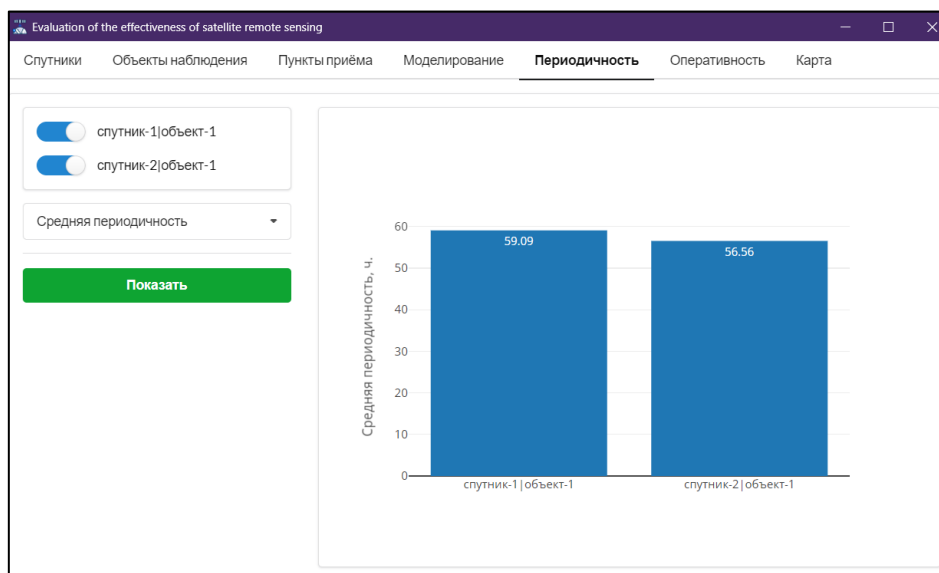 Evaluation of the effectiveness of satellite remote sensing
Спутники Объекты наблюдения Пункты приёма Моделирование Периодичность Оперативность Карта
спутник-1|объект-1
спутник-2|объект-1
Средняя периодичность
Показать
Средняя периодичность, ч.
60
50
40
30
20
10
0
59.09
56.56
спутник-1|объект-1
спутник-2|объект-1